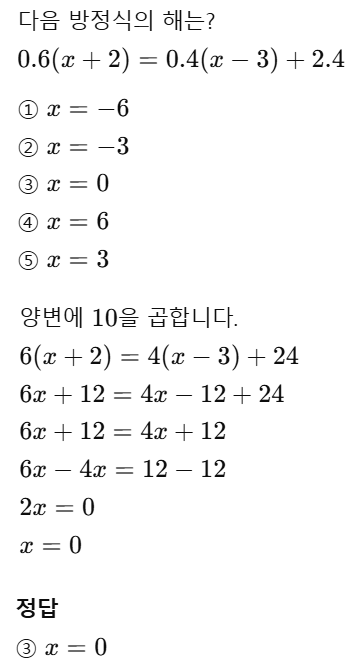 다음 방정식의 해는?
0.6(x + 2) = 0.4(x − 3) + 2.4
① x = −6
② x = −3
③ x = 0
④ x = 6
⑤ x = 3
양변에 10을 곱합니다.
6(x + 2) = 4(x − 3) + 24
6x + 12 = 4x − 12 + 24
6x + 12 = 4x + 12
6x − 4x = 12 − 12
2x = 0
x = 0
정답
③ x = 0